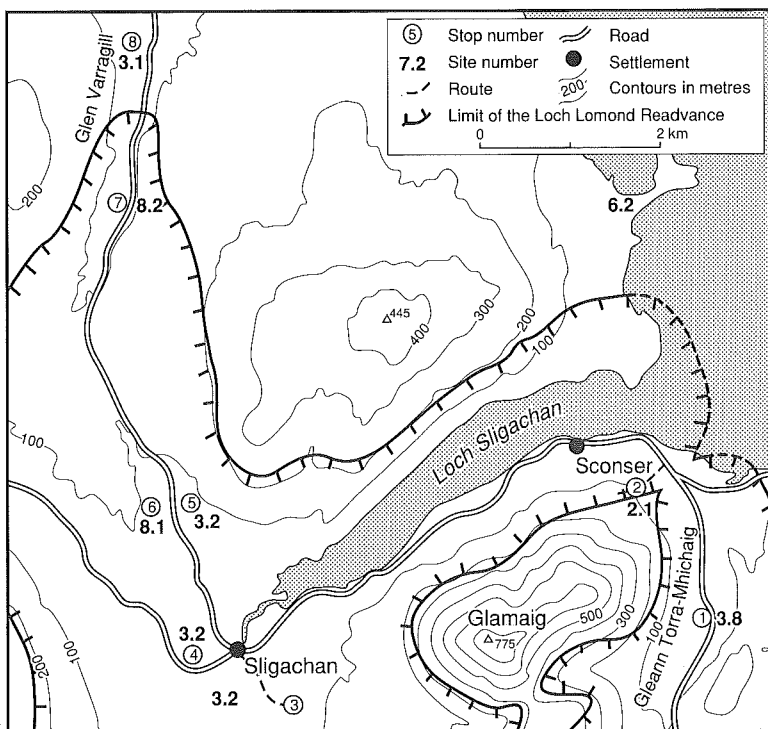 ⑤ Stop number
Road
7.2 Site number
Settlement
Route
200 Contours in metres
Limit of the Loch Lomond Readvance
0 2 km
⑧
3.1
Glen Varragill
200
⑦ 8.2
6.2
445
400
300
200
100
100
Loch Sligachan
Sconser
②
2.1
⑥ ⑤
8.1 3.2
Glamaig
775
500
300
100
Gleann Torra-Mhichaig
① 3.8
3.2
④
Sligachan
3.2 ③
200
100